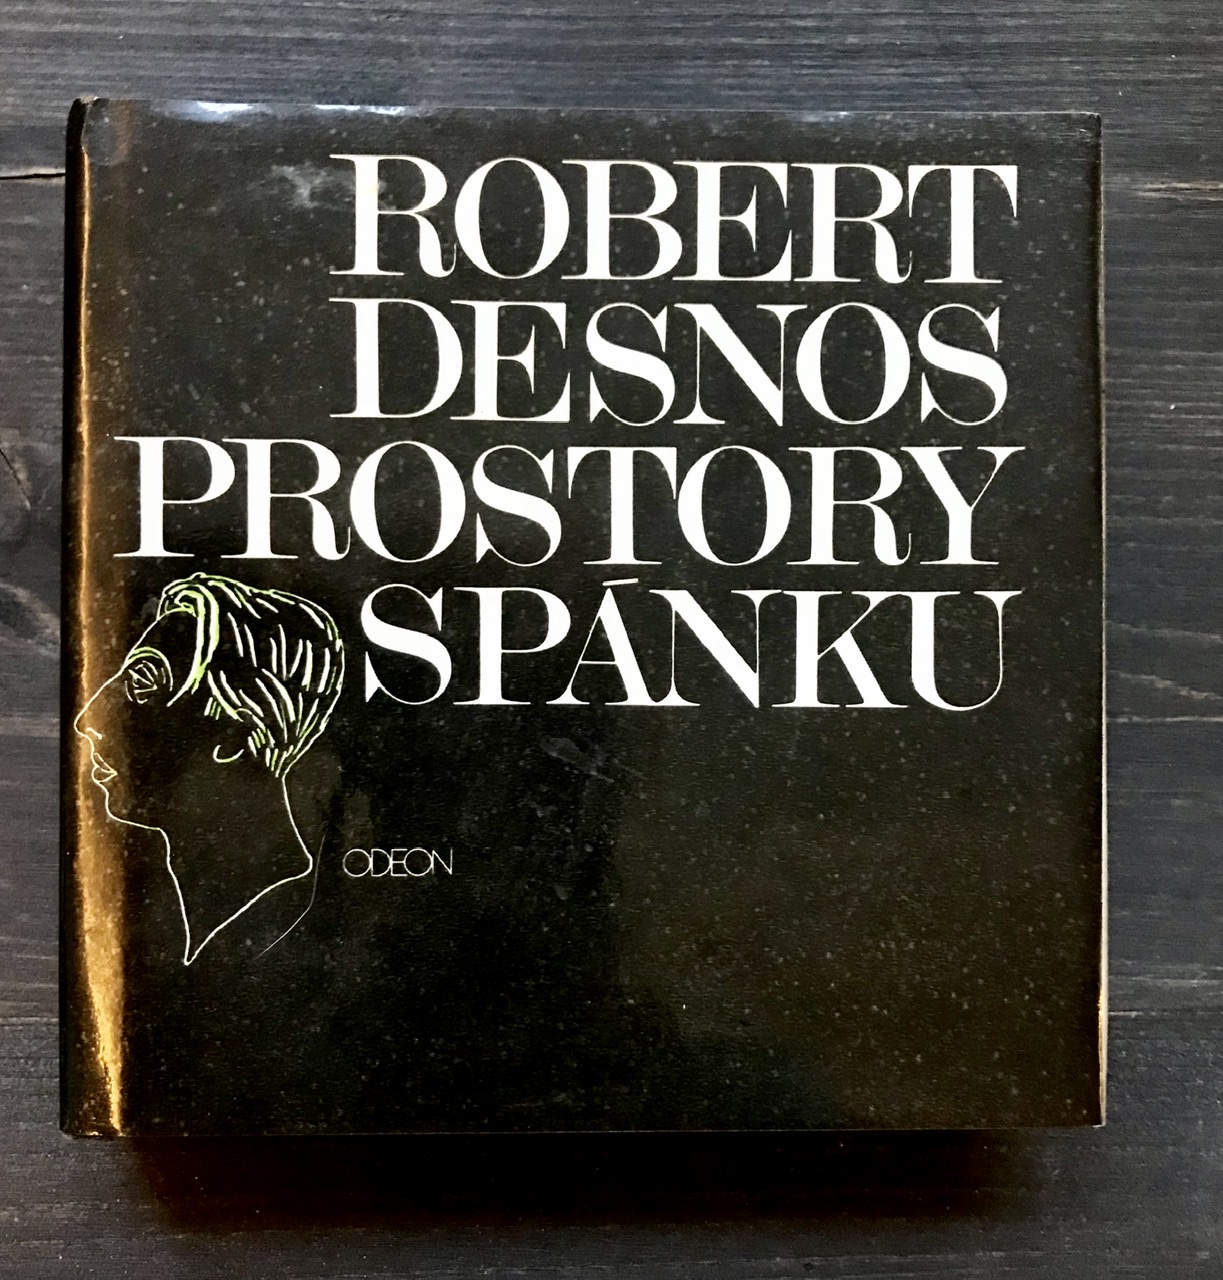 ROBERT
DESNOS
PROSTORY
SPÁNKU
ODEON